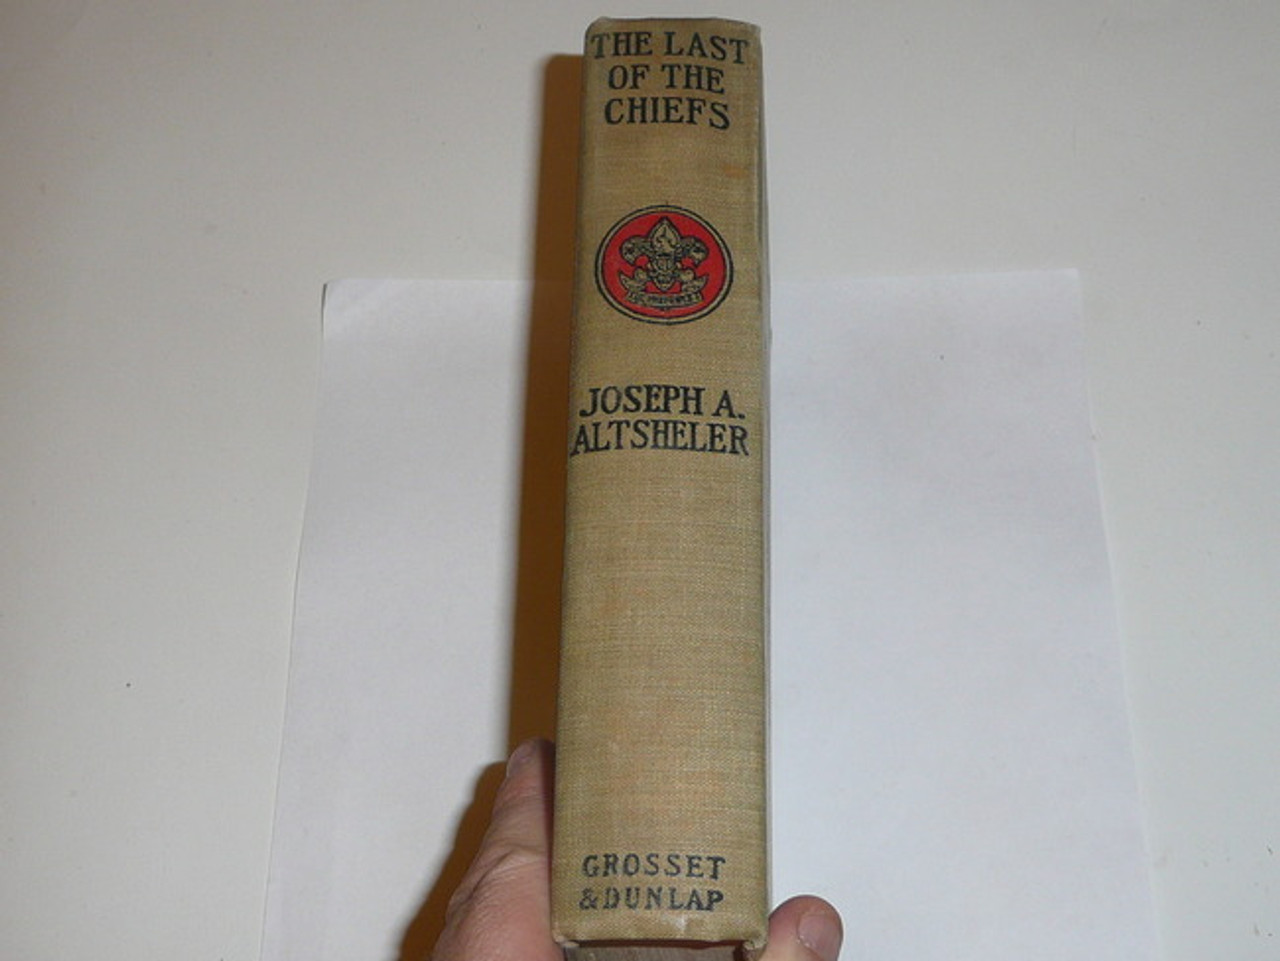 THE LAST
OF THE
CHIEFS
JOSEPH A.
ALTSHELER
GROSSET
& DUNLAP